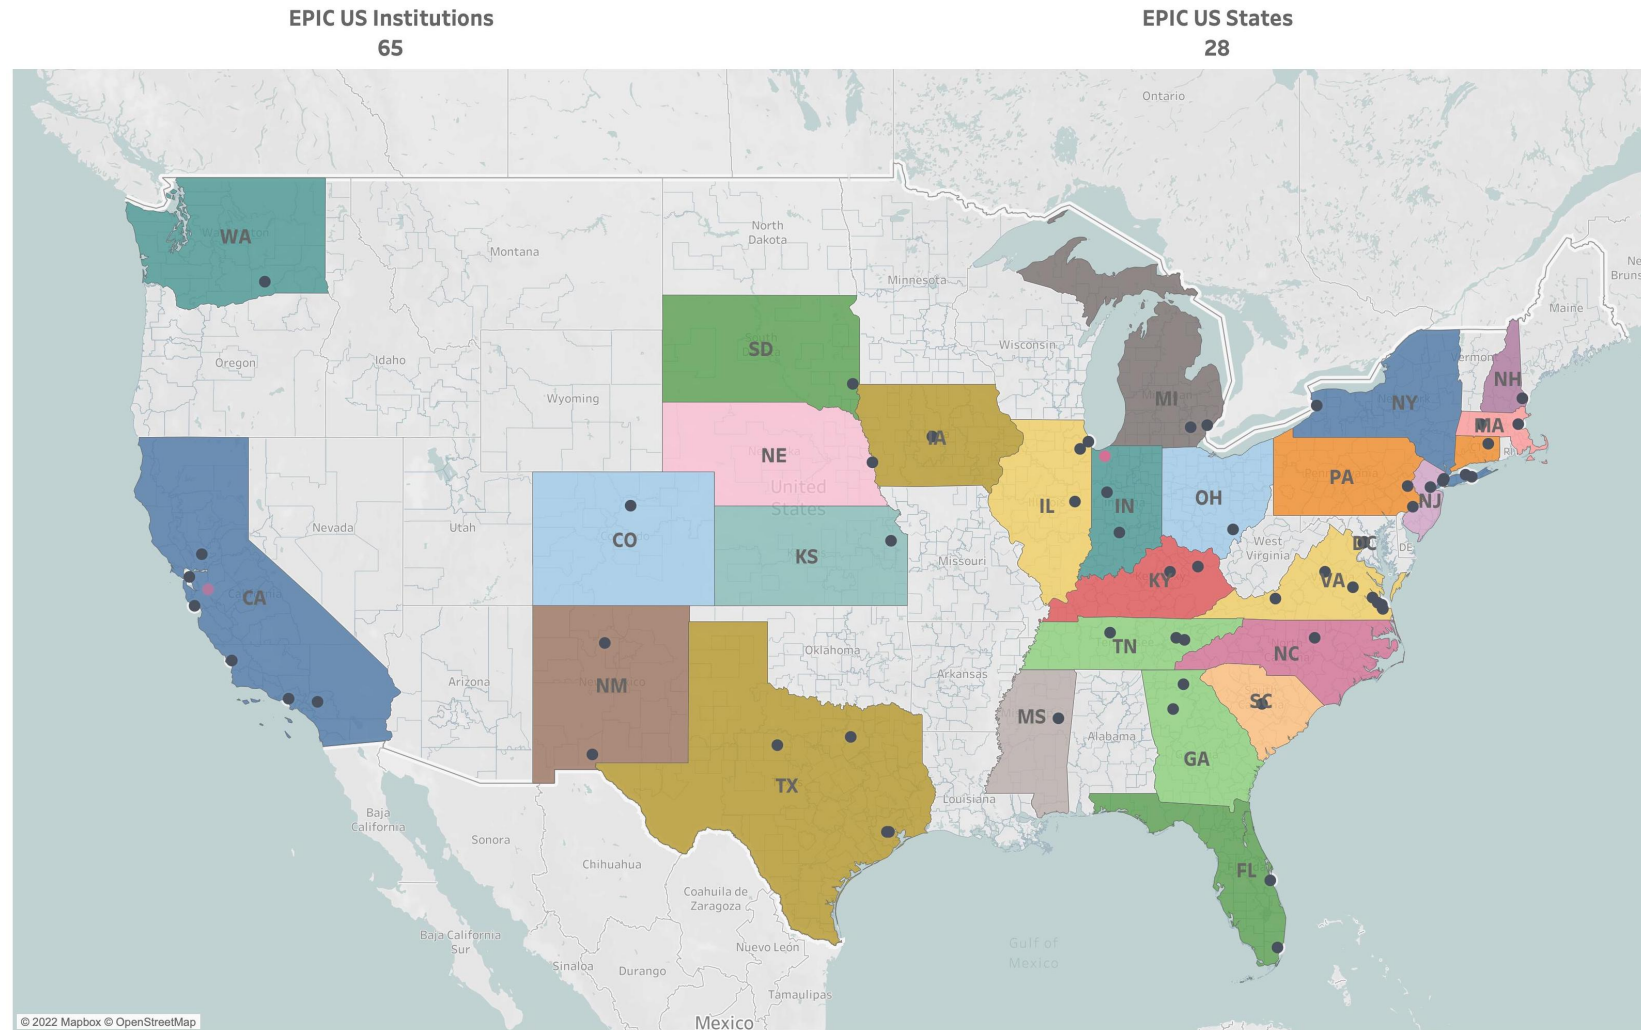 EPIC US Institutions
65
EPIC US States
28
Ontario
WA
North
Dakota
Montana
Minnesota
Maine
SD
Wisconsin
Vermont
Oregon
Idaho
NH
Wyoming
MI
NY
MA
IA
NE
RI
PA
United
States
OH
NJ
IL
IN
Nevada
Utah
CO
KS
West
Virginia
DC
DE
Missouri
CA
KY
VA
Oklahoma
TN
NC
Arizona
NM
Arkansas
SC
MS
Alabama
GA
TX
Louisiana
Baja
California
Sonora
Chihuahua
FL
Coahuila de
Zaragoza
Baja California
Sur
Nuevo León
Gulf of
Mexico
Sinaloa
Durango
Tamaulipas
Mexico
© 2022 Mapbox © OpenStreetMap